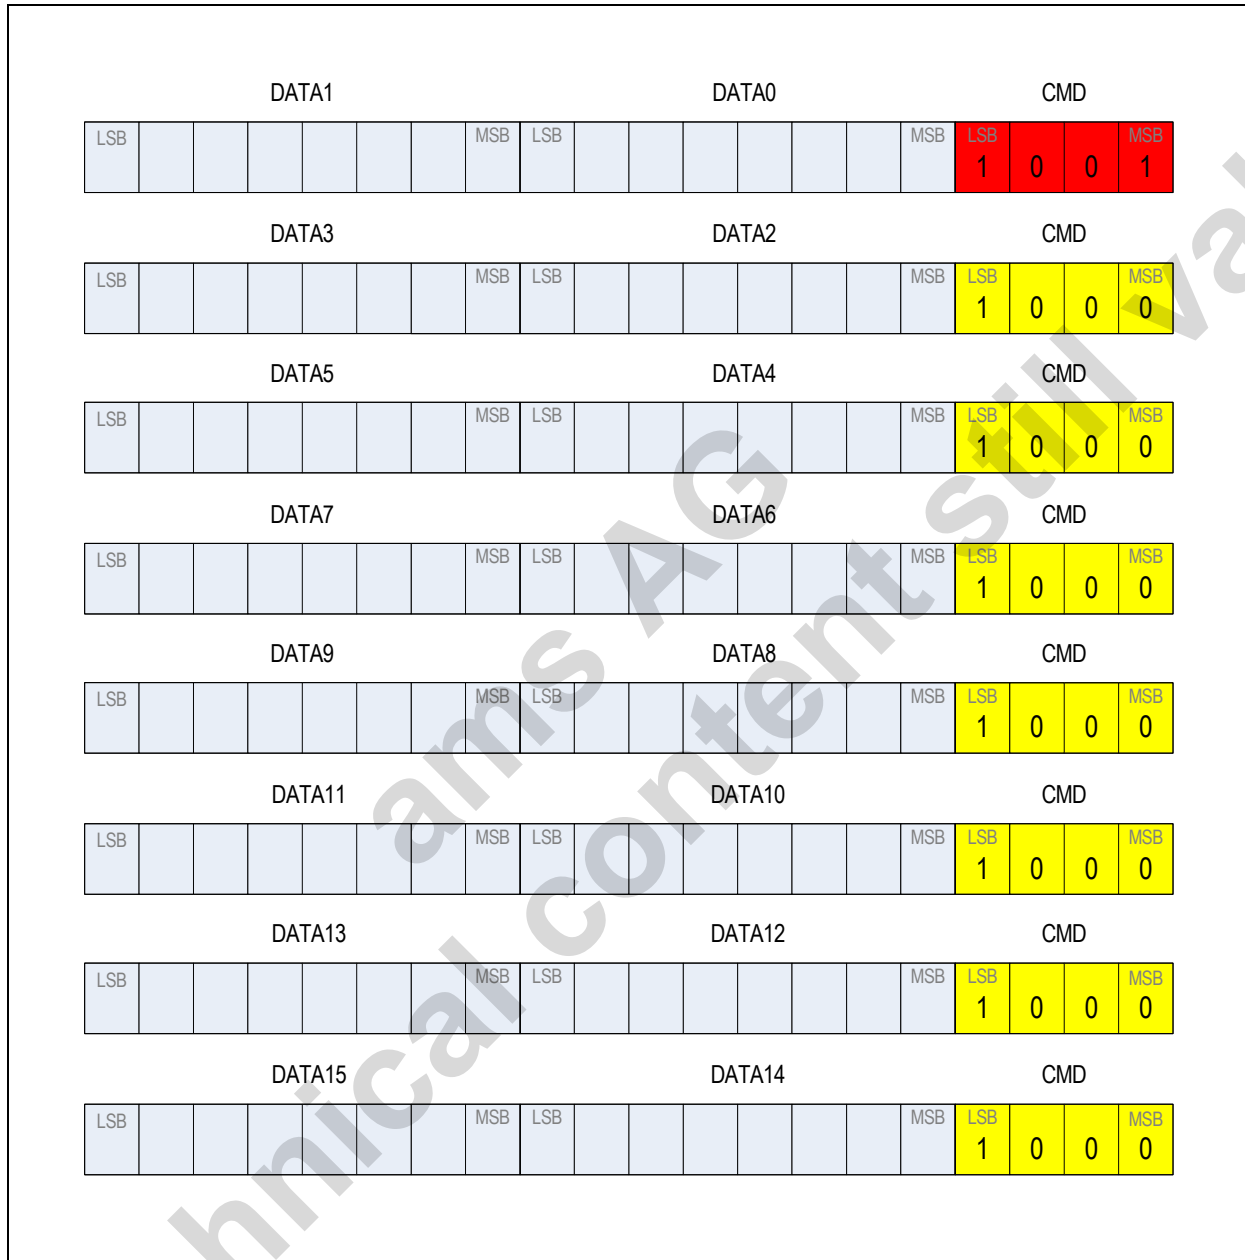 DATA1 DATA0 CMD
LSB MSB LSB MSB LSB MSB
1 0 0 1
DATA3 DATA2 CMD
LSB MSB LSB MSB LSB MSB
1 0 0 0
DATA5 DATA4 CMD
LSB MSB LSB MSB LSB MSB
1 0 0 0
DATA7 DATA6 CMD
LSB MSB LSB MSB LSB MSB
1 0 0 0
DATA9 DATA8 CMD
LSB MSB LSB MSB LSB MSB
1 0 0 0
DATA11 DATA10 CMD
LSB MSB LSB MSB LSB MSB
1 0 0 0
DATA13 DATA12 CMD
LSB MSB LSB MSB LSB MSB
1 0 0 0
DATA15 DATA14 CMD
LSB MSB LSB MSB LSB MSB
1 0 0 0
ams AG
content still